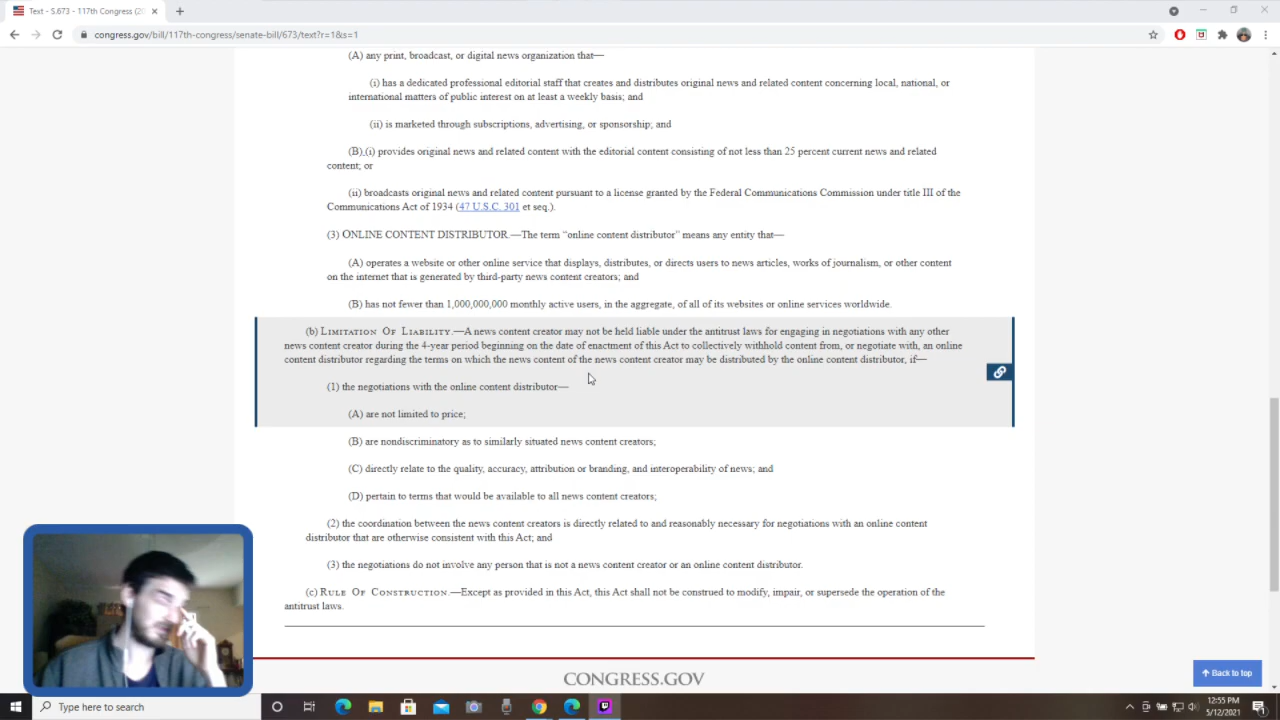 Text - S.673 - 117th Congress (20
congress.gov/bill/117th-congress/senate-bill/673/text?r=1&s=1
(A) any print, broadcast, or digital news organization that—
(i) has a dedicated professional editorial staff that creates and distributes original news and related content concerning local, national, or
international matters of public interest on at least a weekly basis; and
(ii) is marketed through subscriptions, advertising, or sponsorship; and
(B) (i) provides original news and related content with the editorial content consisting of not less than 25 percent current news and related
content; or
(ii) broadcasts original news and related content pursuant to a license granted by the Federal Communications Commission under title III of the
Communications Act of 1934 (47 U.S.C. 301 et seq.).
(3) ONLINE CONTENT DISTRIBUTOR.—The term “online content distributor” means any entity that—
(A) operates a website or other online service that displays, distributes, or directs users to news articles, works of journalism, or other content
on the internet that is generated by third-party news content creators; and
(B) has not fewer than 1,000,000,000 monthly active users, in the aggregate, of all of its websites or online services worldwide.
(b) LIMITATION OF LIABILITY.—A news content creator may not be held liable under the antitrust laws for engaging in negotiations with any other
news content creator during the 4-year period beginning on the date of enactment of this Act to collectively withhold content from, or negotiate with, an online
content distributor regarding the terms on which the news content of the news content creator may be distributed by the online content distributor, if—
(1) the negotiations with the online content distributor—
(A) are not limited to price;
(B) are nondiscriminatory as to similarly situated news content creators;
(C) directly relate to the quality, accuracy, attribution or branding, and interoperability of news; and
(D) pertain to terms that would be available to all news content creators;
(2) the coordination between the news content creators is directly related to and reasonably necessary for negotiations with an online content
distributor that are otherwise consistent with this Act; and
(3) the negotiations do not involve any person that is not a news content creator or an online content distributor.
(c) RULE OF CONSTRUCTION.—Except as provided in this Act, this Act shall not be construed to modify, impair, or supersede the operation of the
antitrust laws.
CONGRESS.GOV
Back to top
Type here to search
12:55 PM
5/12/2021